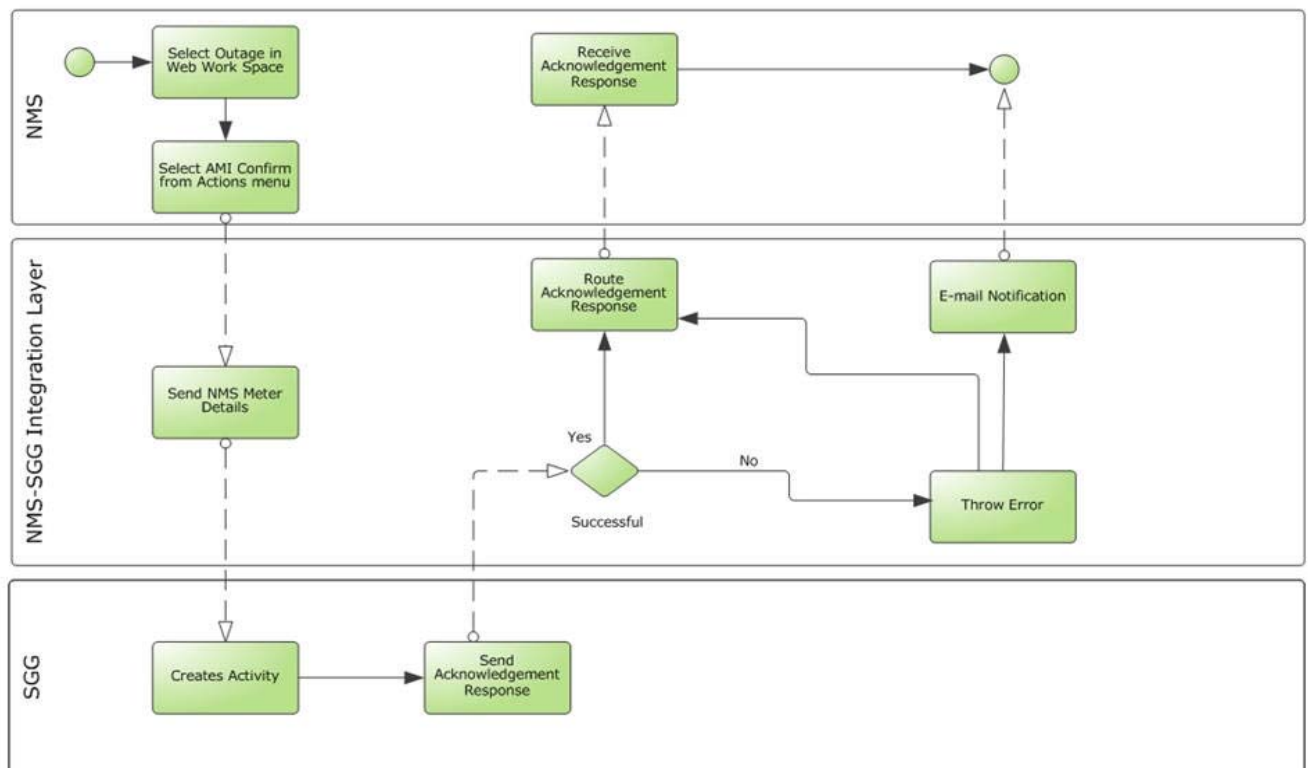 NMS
Select Outage in
Web Work Space
Select AMI Confirm
from Actions menu
Receive
Acknowledgement
Response
NMS-SGG Integration Layer
Send NMS Meter
Details
Route
Acknowledgement
Response
E-mail Notification
Yes
No
Successful
Throw Error
SGG
Creates Activity
Send
Acknowledgement
Response